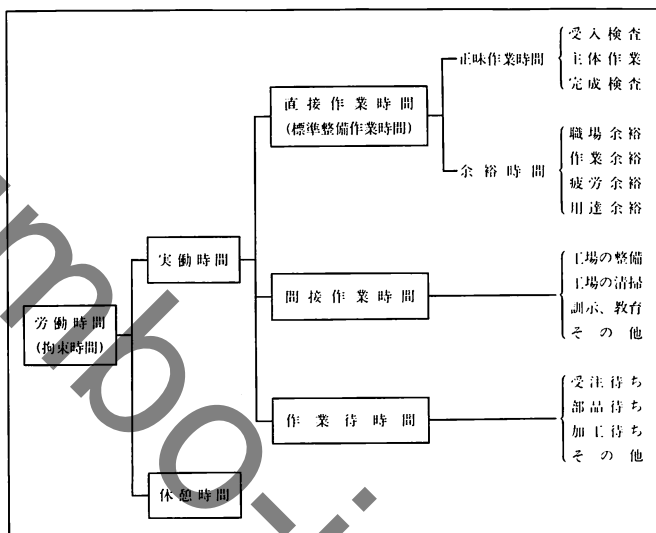 受入検査
正味作業時間
主体作業
完成検査
直接作業時間
(標準整備作業時間)
職場余裕
作業余裕
余裕時間
疲労余裕
用達余裕
実働時間
工場の整備
工場の清掃
間接作業時間
訓示、教育
その他
労働時間
(拘束時間)
受注待ち
部品待ち
作業待時間
加工待ち
その他
休憩時間